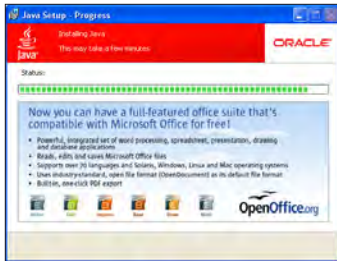 Java Setup - Progress
Installing Java
This may take a few minutes
Java
ORACLE
Status:
Now you can have a full-featured office suite that's
compatible with Microsoft Office for free!
• Powerful, integrated set of word processing, spreadsheet, presentation, drawing
and database applications
• Reads, edits and saves Microsoft Office files
• Supports over 70 languages and Solaris, Windows, Linux and Mac operating systems
• Uses industry-standard, open file format (OpenDocument) as its default file format
• Built-in, one-click PDF export
OpenOffice.org